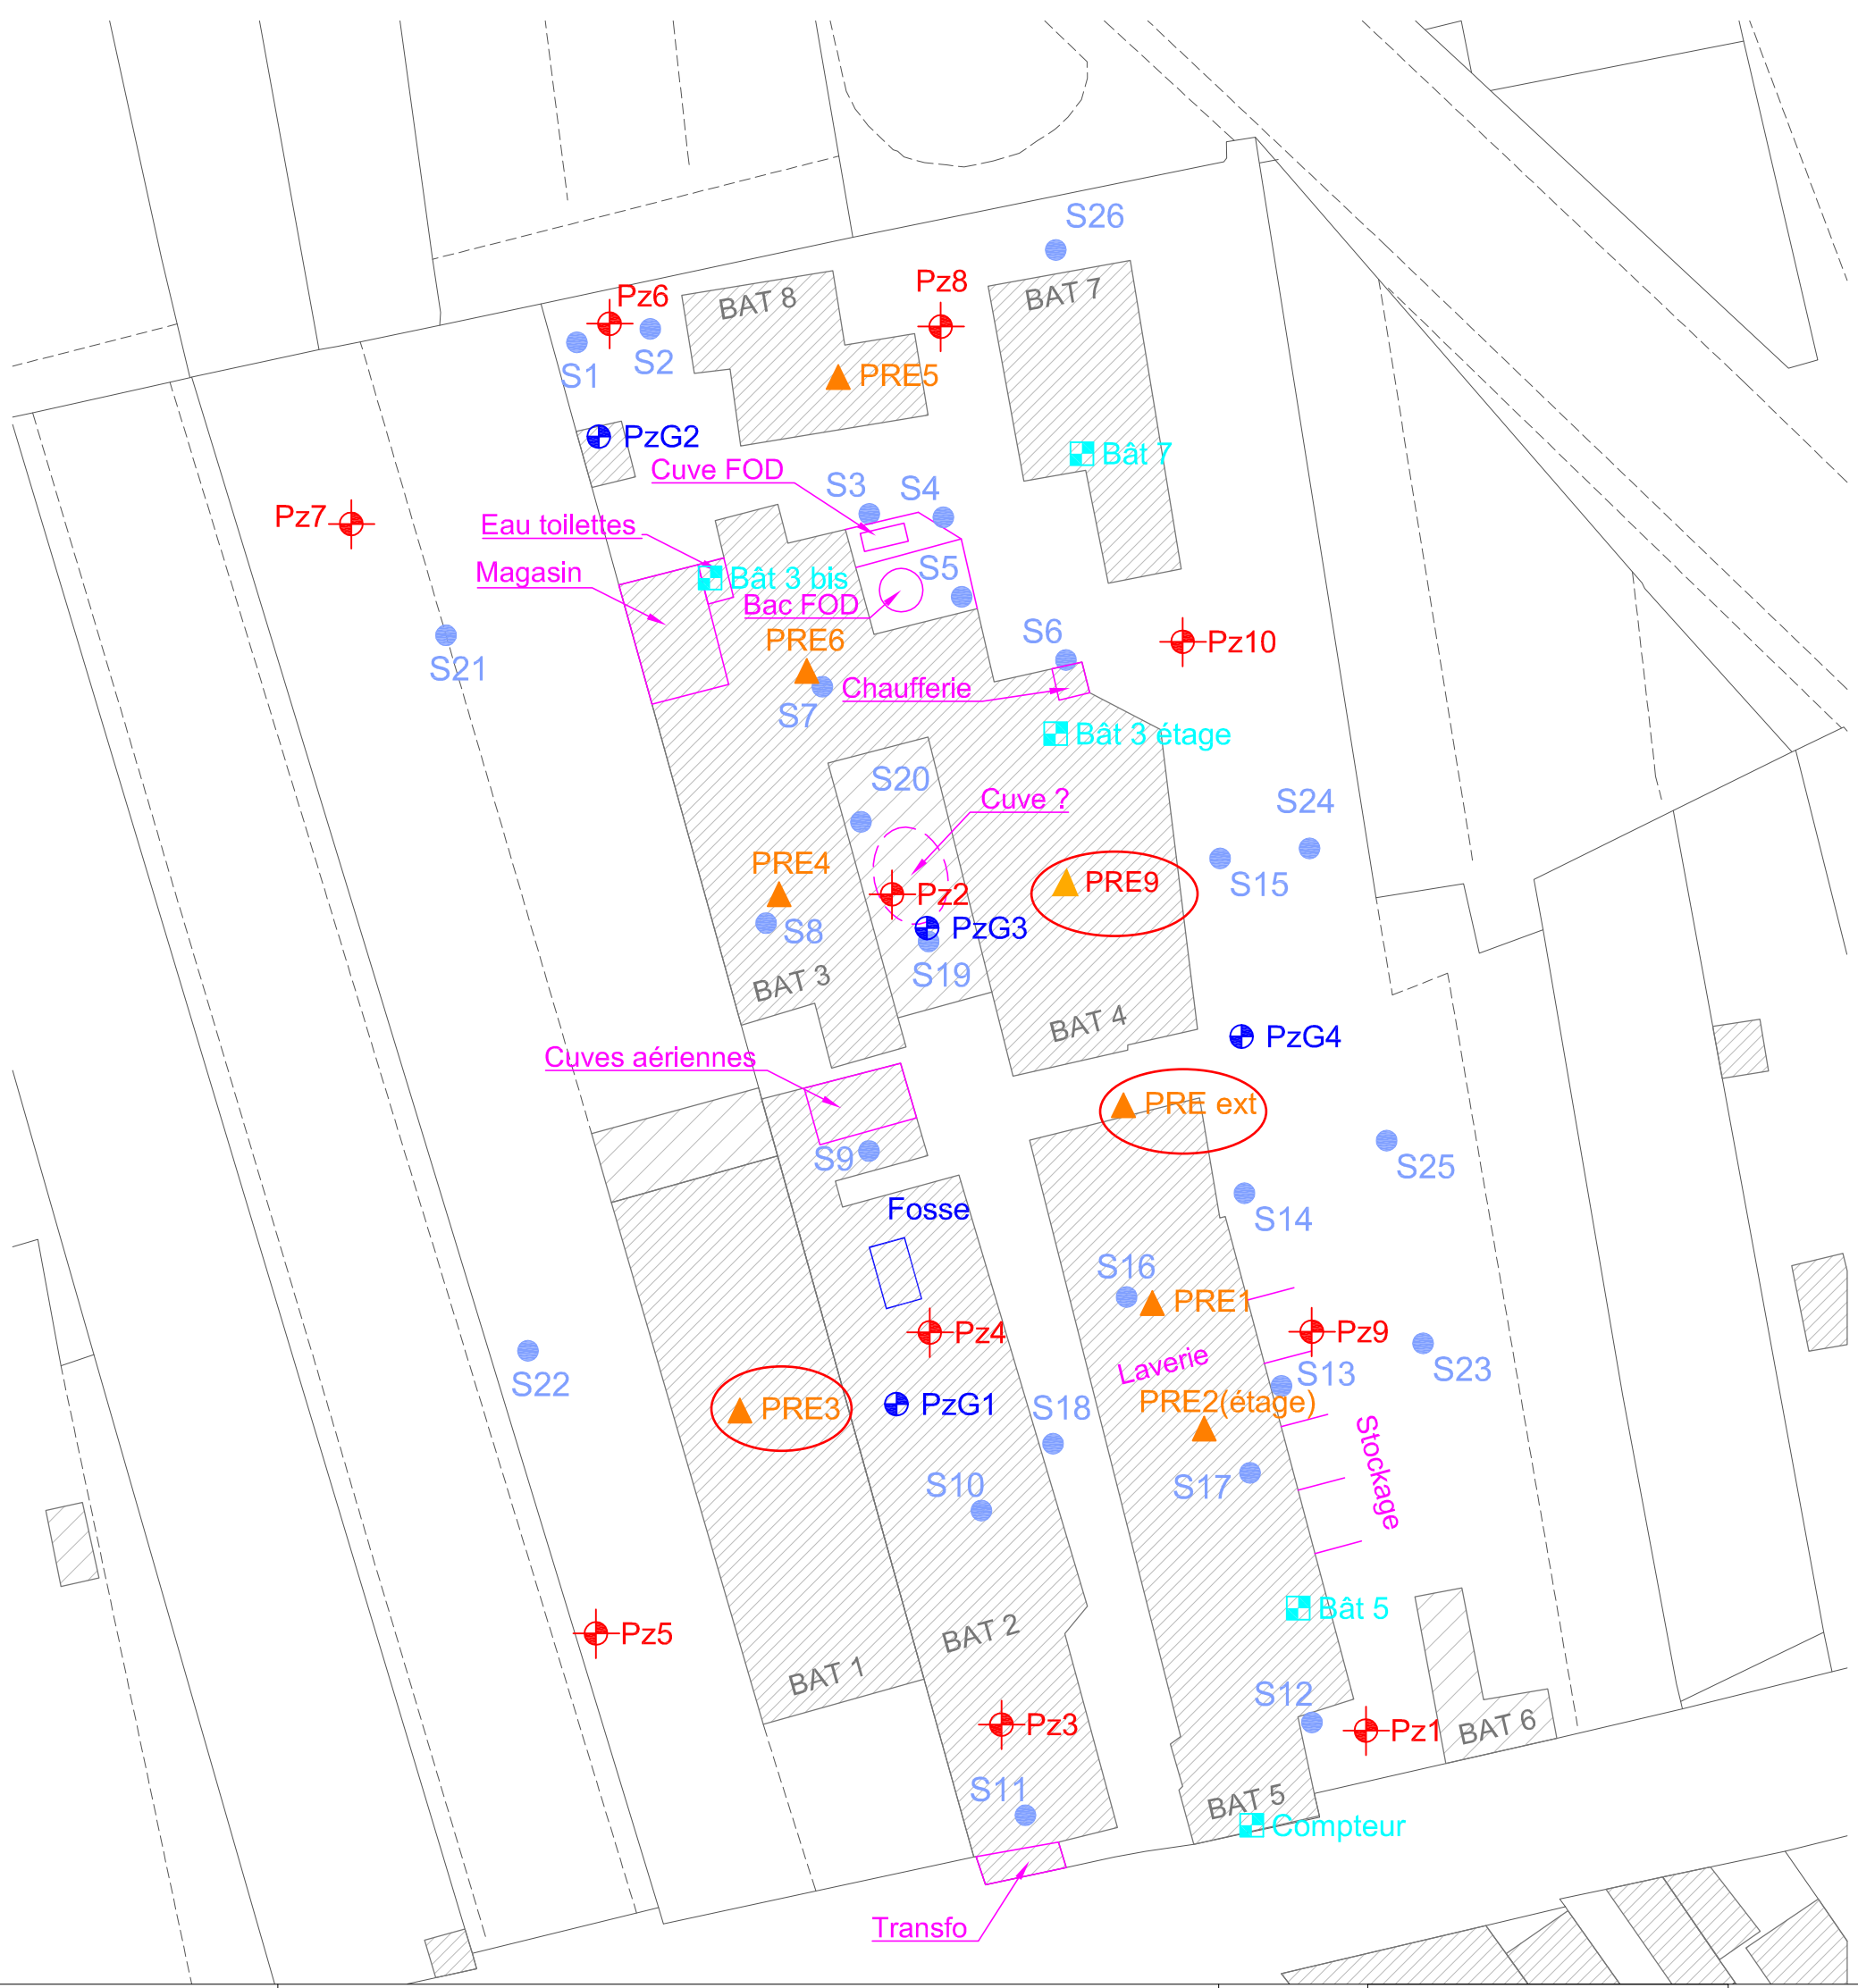 S26
Pz8
BAT 7
Pz6
BAT 8
S1
S2
PRE5
PzG2
Bât 7
Cuve FOD
S3
S4
Pz7
Eau toilettes
Magasin
Bât 3 bis
S5
Bac FOD
PRE6
S6
Pz10
S21
Chaufferie
S7
Bât 3 étage
S20
Cuve ?
S24
PRE4
PRE9
S15
Pz2
S8
PzG3
S19
BAT 3
BAT 4
PzG4
Cuves aériennes
PRE ext
S9
S25
Fosse
S14
S16
PRE1
Pz4
Pz9
Laverie
S22
S13
S23
PRE3
PzG1
S18
PRE2(étage)
Stockage
S10
S17
Bât 5
Pz5
BAT 2
BAT 1
S12
Pz3
Pz1
BAT 6
S11
BAT 5
Compteur
Transfo